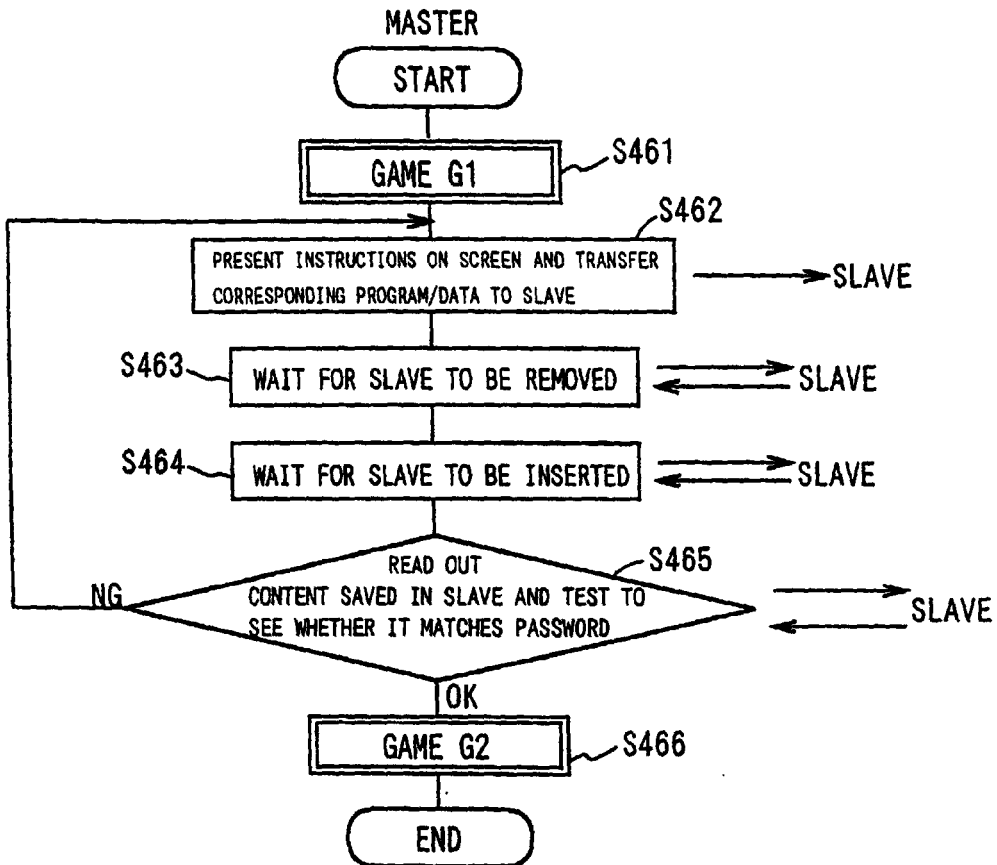 MASTER
START
GAME G1
S461
S462
PRESENT INSTRUCTIONS ON SCREEN AND TRANSFER
CORRESPONDING PROGRAM/DATA TO SLAVE
SLAVE
S463
WAIT FOR SLAVE TO BE REMOVED
SLAVE
S464
WAIT FOR SLAVE TO BE INSERTED
SLAVE
S465
READ OUT
CONTENT SAVED IN SLAVE AND TEST TO
SEE WHETHER IT MATCHES PASSWORD
NG
SLAVE
OK
GAME G2
S466
END